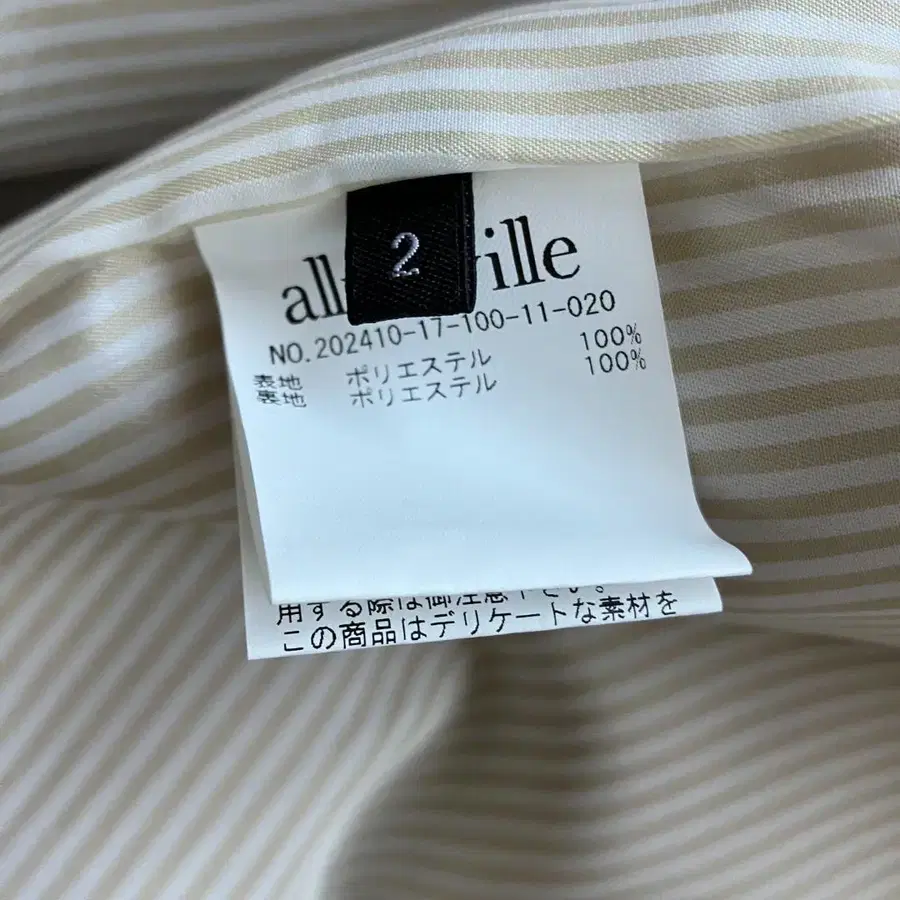 2
all ville
NO.202410-17-100-11-020
表地 ポリエステル 100%
裏地 ポリエステル 100%
用する際は御注意下さい。
この商品はデリケートな素材を